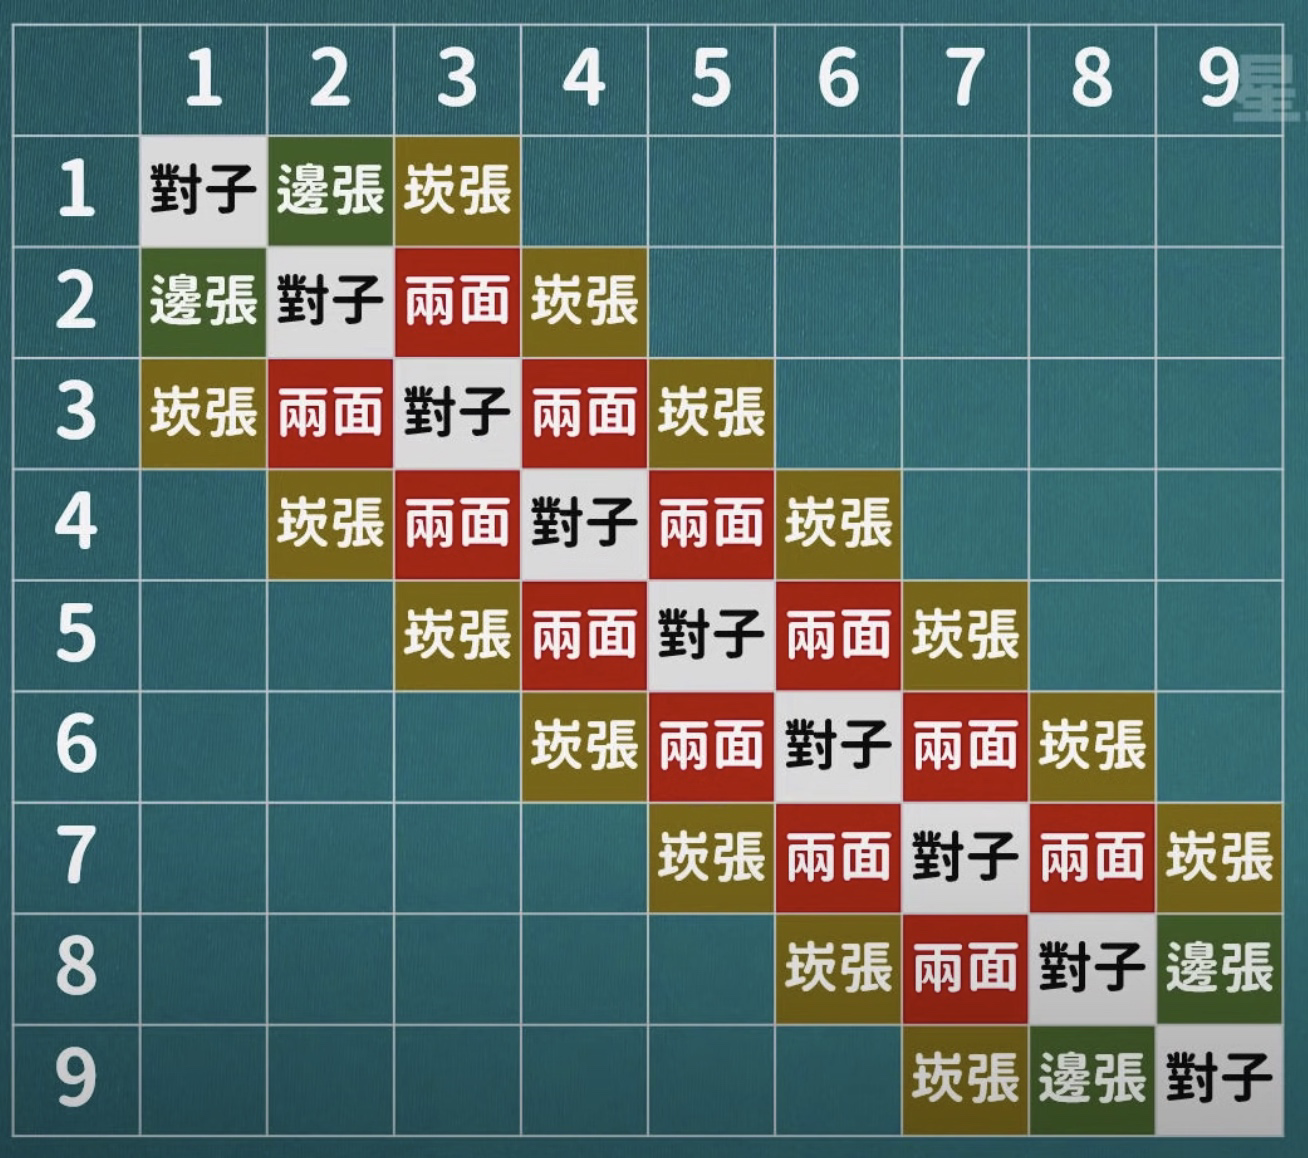 1 2 3 4 5 6 7 8 9
星
1 對子 邊張 崁張
2 邊張 對子 兩面 崁張
3 崁張 兩面 對子 兩面 崁張
4 崁張 兩面 對子 兩面 崁張
5 崁張 兩面 對子 兩面 崁張
6 崁張 兩面 對子 兩面 崁張
7 崁張 兩面 對子 兩面 崁張
8 崁張 兩面 對子 邊張
9 崁張 邊張 對子